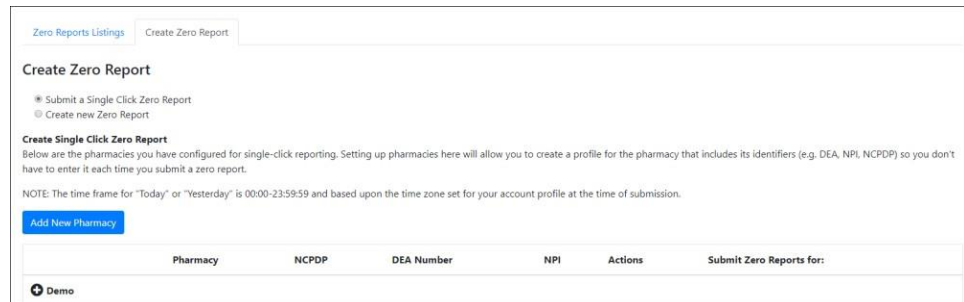 Zero Reports Listings Create Zero Report
Create Zero Report
Submit a Single Click Zero Report
Create new Zero Report
Create Single Click Zero Report
Below are the pharmacies you have configured for single-click reporting. Setting up pharmacies here will allow you to create a profile for the pharmacy that includes its identifiers (e.g. DEA, NPI, NCPDP) so you don't
have to enter it each time you submit a zero report.
NOTE: The time frame for "Today" or "Yesterday" is 00:00-23:59:59 and based upon the time zone set for your account profile at the time of submission.
Add New Pharmacy
Pharmacy NCPDP DEA Number NPI Actions Submit Zero Reports for:
Demo